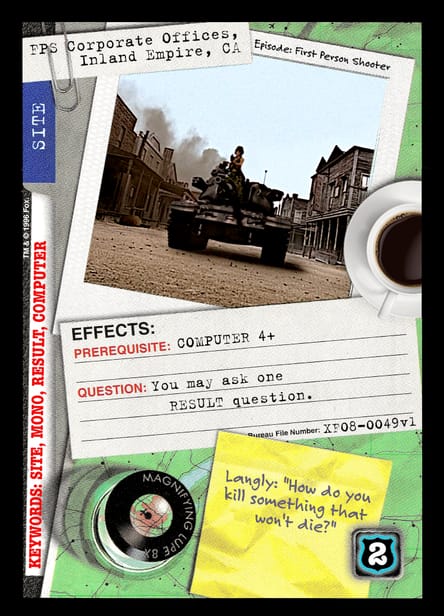 FPS Corporate Offices,
Inland Empire, CA
Episode: First Person Shooter
SITE
TM & © 1996 Fox.
KEYWORDS: SITE, MONO, RESULT, COMPUTER
EFFECTS:
PREREQUISITE: COMPUTER 4+
QUESTION: You may ask one
RESULT question.
Bureau File Number: XF08-0049v1
MAGNIFYING LUPE 8X
Langly: "How do you
kill something that
won't die?"
2